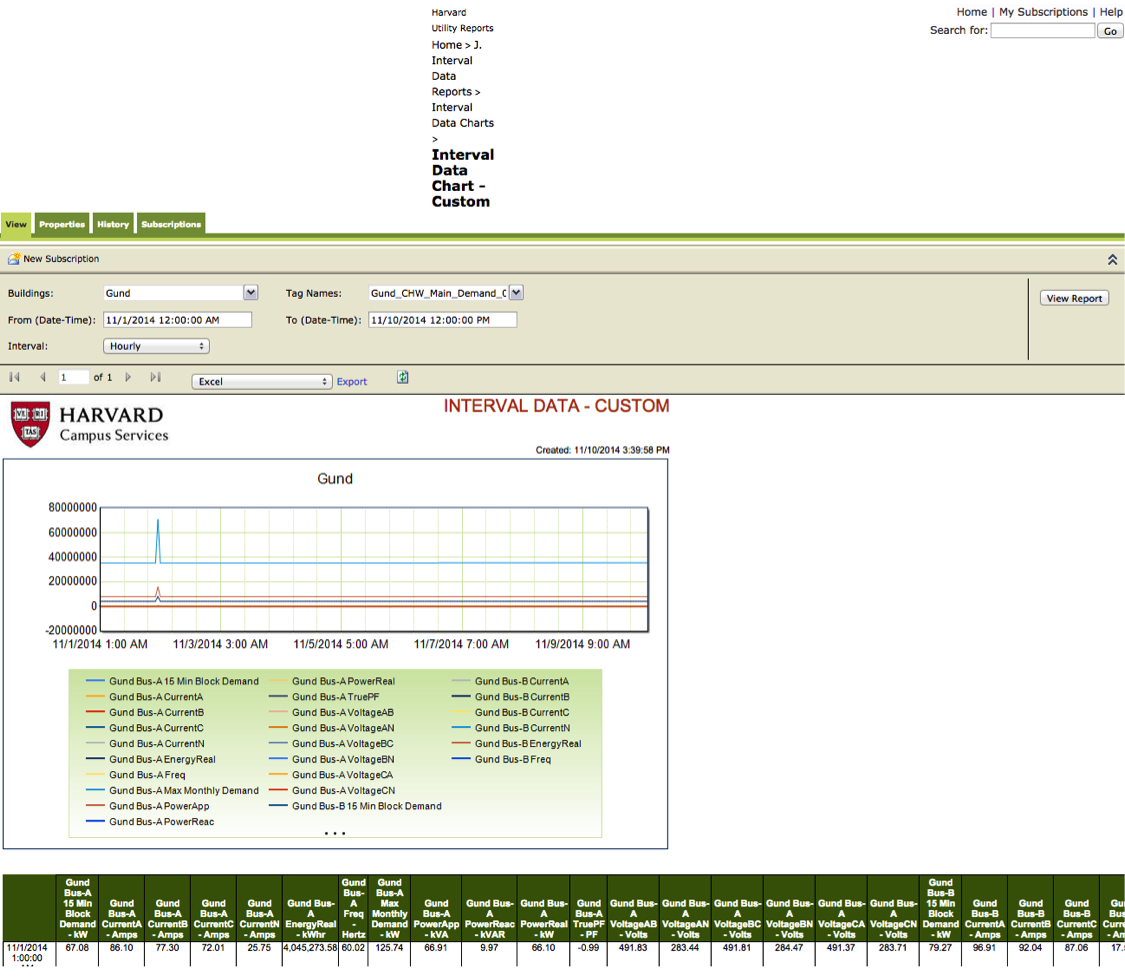 Harvard
Utility Reports
Home > J.
Interval
Data
Reports >
Interval
Data Charts
>
Interval
Data
Chart -
Custom
Home | My Subscriptions | Help
Search for: Go
View Properties History Subscriptions
New Subscription
Buildings: Gund Tag Names: Gund_CHW_Main_Demand_ View Report
From (Date-Time): 11/1/2014 12:00:00 AM To (Date-Time): 11/10/2014 12:00:00 PM
Interval: Hourly
1 of 1 Excel Export
HARVARD
Campus Services
INTERVAL DATA - CUSTOM
Created: 11/10/2014 3:39:58 PM
Gund
80000000
60000000
40000000
20000000
0
-20000000
11/1/2014 1:00 AM 11/3/2014 3:00 AM 11/5/2014 5:00 AM 11/7/2014 7:00 AM 11/9/2014 9:00 AM
Gund Bus-A 15 Min Block Demand Gund Bus-A PowerReal Gund Bus-B CurrentA
Gund Bus-A CurrentA Gund Bus-A TruePF Gund Bus-B CurrentB
Gund Bus-A CurrentB Gund Bus-A VoltageAB Gund Bus-B CurrentC
Gund Bus-A CurrentC Gund Bus-A VoltageAN Gund Bus-B CurrentN
Gund Bus-A CurrentN Gund Bus-A VoltageBC Gund Bus-B EnergyReal
Gund Bus-A EnergyReal Gund Bus-A VoltageBN Gund Bus-B Freq
Gund Bus-A Freq Gund Bus-A VoltageCA
Gund Bus-A Max Monthly Demand Gund Bus-A VoltageCN
Gund Bus-A PowerApp Gund Bus-B 15 Min Block Demand
Gund Bus-A PowerReac
...
Gund Gund Gund Gund
Bus-A Bus- Bus-A Bus-B
15 Min A Max 15 Min
Block Gund Gund Gund Gund Gund Bus- Freq Monthly Gund Gund Bus- Gund Bus- Gund Gund Bus- Gund Bus- Gund Bus- Gund Bus- Gund Bus- Gund Bus- Block Gund Gund Gund
Demand Bus-A Bus-A Bus-A Bus-A A - Demand Bus-A A A Bus-A A A A A A A Demand Bus-B Bus-B Bus-B
- kW CurrentA CurrentB CurrentC CurrentN EnergyReal Hertz - kW PowerApp PowerReac PowerReal TruePF VoltageAB VoltageAN VoltageBC VoltageBN VoltageCA VoltageCN - kW CurrentA CurrentB CurrentC
- Amps - Amps - Amps - Amps - kWhr - kVA - kVAR - kW - PF - Volts - Volts - Volts - Volts - Volts - Volts - Amps - Amps - Amps
11/1/2014 67.08 86.10 77.30 72.01 25.75 4,045,273.58 60.02 125.74 66.91 9.97 66.10 -0.99 491.83 283.44 491.81 284.47 491.37 283.71 79.27 96.91 92.04 87.06
1:00:00